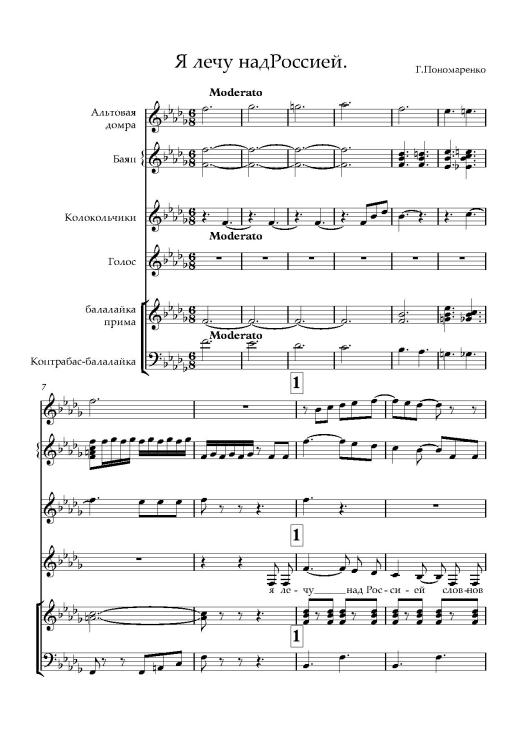 Я лечу надРоссией.
Г.Пономаренко
Moderato
Альтовая
домра
Баян
Колокольчики
Moderato
Голос
балалайка
прима
Moderato
Контрабас-балалайка
7
1
1
я ле - чу над Рос - си - ей слов - нов
1